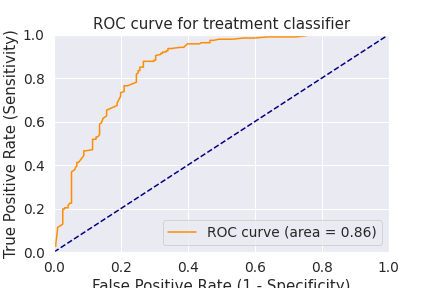 ROC curve for treatment classifier
True Positive Rate (Sensitivity)
1.0
0.8
0.6
0.4
0.2
0.0
ROC curve (area = 0.86)
0.0 0.2 0.4 0.6 0.8 1.0
False Positive Rate (1 - Specificity)